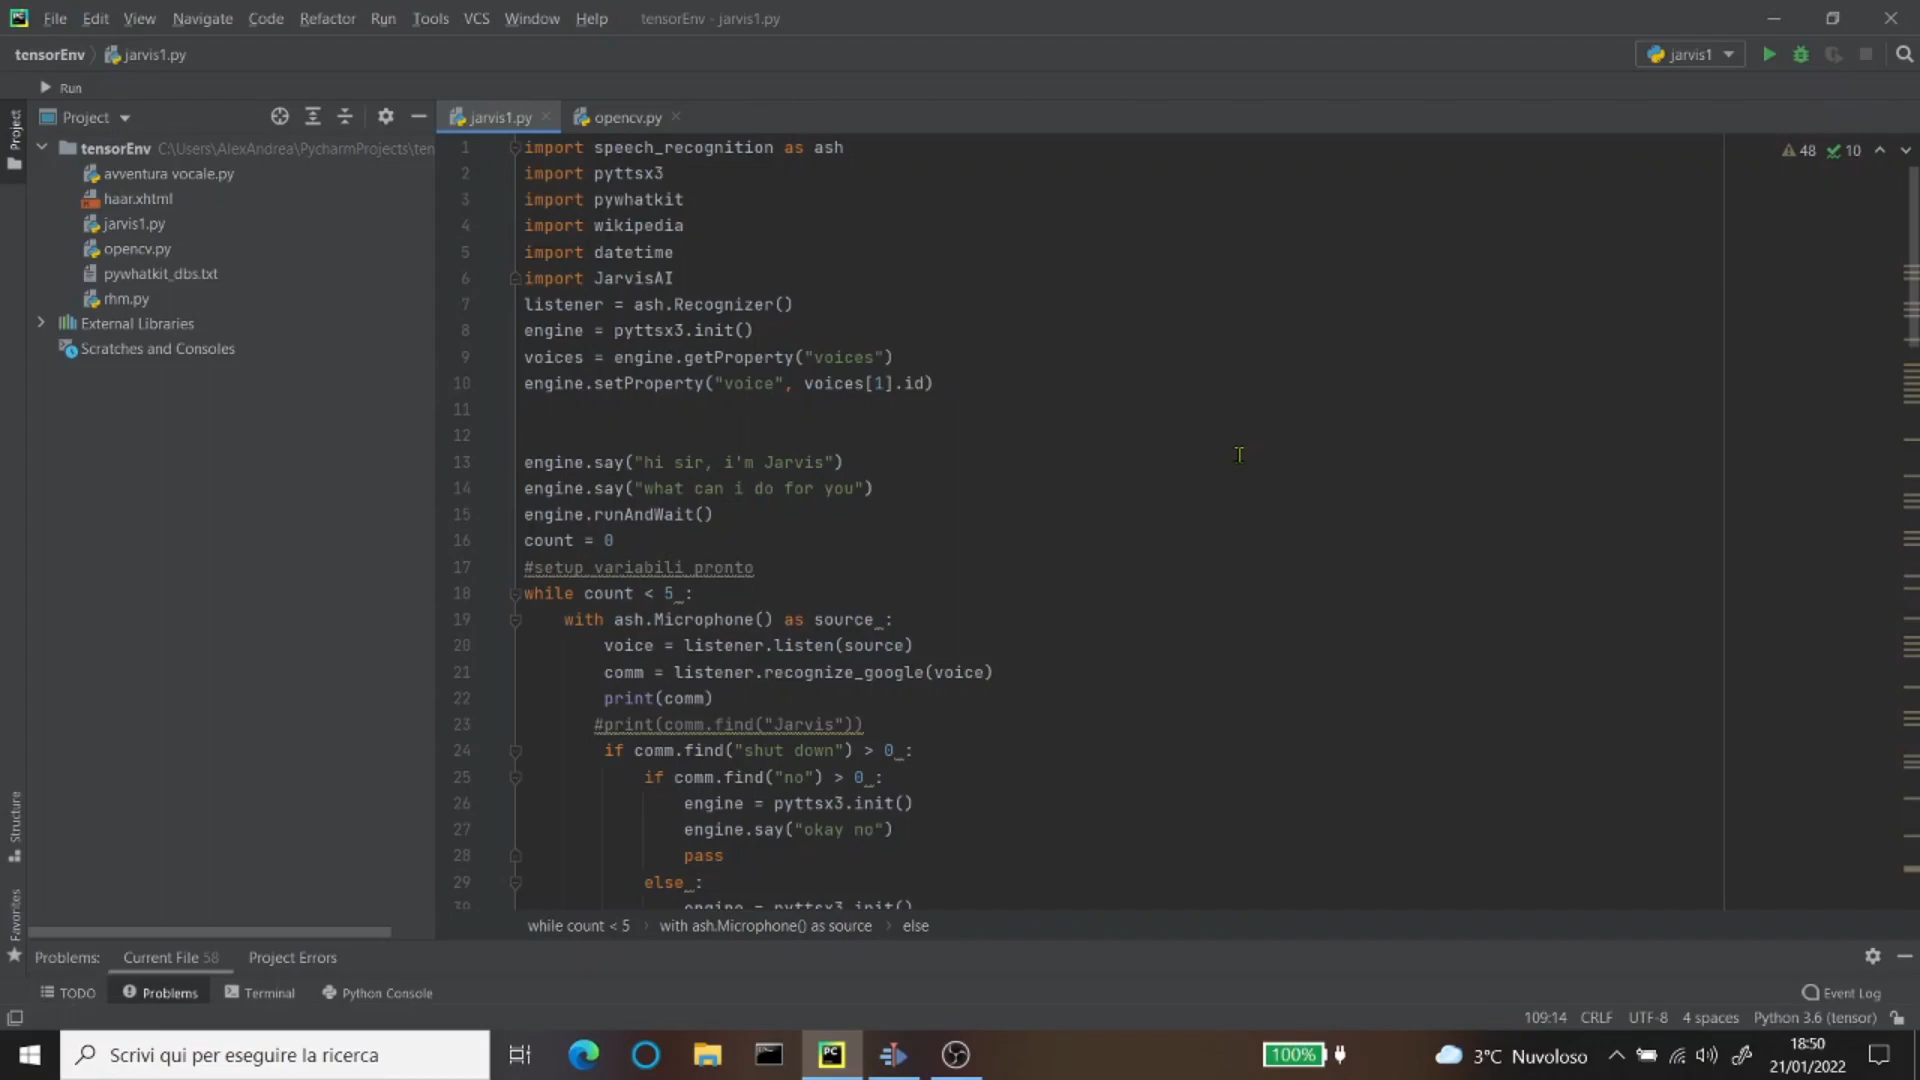 File Edit View Navigate Code Refactor Run Tools VCS Window Help tensorEnv - jarvis1.py
tensorEnv jarvis1.py jarvis1
Run
Project
Project
jarvis1.py opencv.py
tensorEnv C:\Users\AlexAndrea\PycharmProjects\ten
avventura vocale.py
haar.xhtml
jarvis1.py
opencv.py
pywhatkit_dbs.txt
rhm.py
External Libraries
Scratches and Consoles
48 10
1 import speech_recognition as ash
2 import pyttsx3
3 import pywhatkit
4 import wikipedia
5 import datetime
6 import JarvisAI
7 listener = ash.Recognizer()
8 engine = pyttsx3.init()
9 voices = engine.getProperty("voices")
10 engine.setProperty("voice", voices[1].id)
11
12
13 engine.say("hi sir, i'm Jarvis")
14 engine.say("what can i do for you")
15 engine.runAndWait()
16 count = 0
17 #setup variabili pronto
18 while count < 5 :
19 with ash.Microphone() as source :
20 voice = listener.listen(source)
21 comm = listener.recognize_google(voice)
22 print(comm)
23 #print(comm.find("Jarvis"))
24 if comm.find("shut down") > 0 :
25 if comm.find("no") > 0 :
26 engine = pyttsx3.init()
27 engine.say("okay no")
28 pass
29 else :
30 engine = pyttsx3.init()
while count < 5 with ash.Microphone() as source else
Structure
Favorites
Problems: Current File 58 Project Errors
TODO Problems Terminal Python Console Event Log
109:14 CRLF UTF-8 4 spaces Python 3.6 (tensor)
Scrivi qui per eseguire la ricerca
100%
3°C Nuvoloso
18:50
21/01/2022